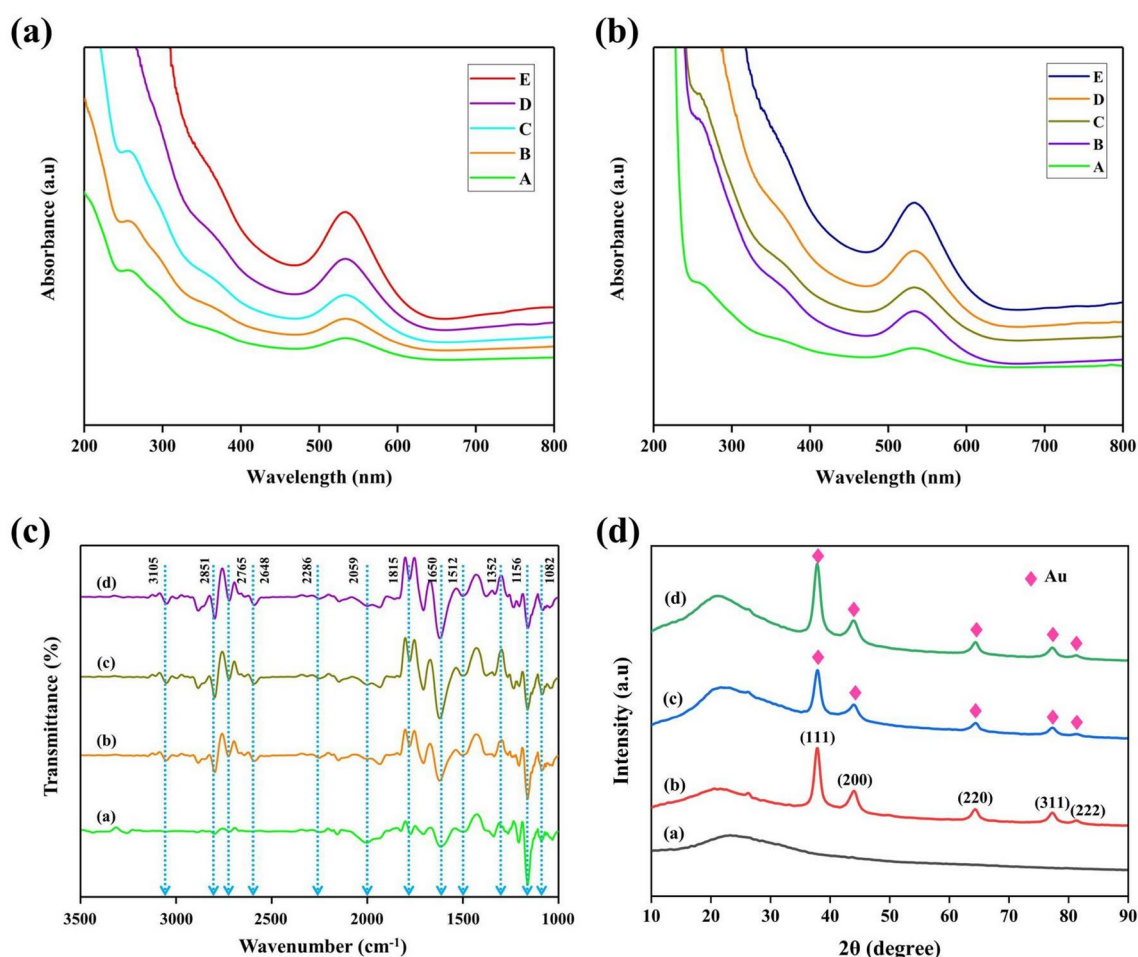 (a)
Absorbance (a.u)
E
D
C
B
A
200 300 400 500 600 700 800
Wavelength (nm)
(b)
Absorbance (a.u)
E
D
C
B
A
200 300 400 500 600 700 800
Wavelength (nm)
(c)
Transmittance (%)
3105 2851 2765 2648 2286 2059 1815 1650 1512 1352 1156 1082
(d)
(c)
(b)
(a)
3500 3000 2500 2000 1500 1000
Wavenumber (cm-1)
(d)
Intensity (a.u)
Au
(d)
(c)
(b)
(111)
(200)
(220)
(311)
(222)
(a)
10 20 30 40 50 60 70 80 90
2θ (degree)